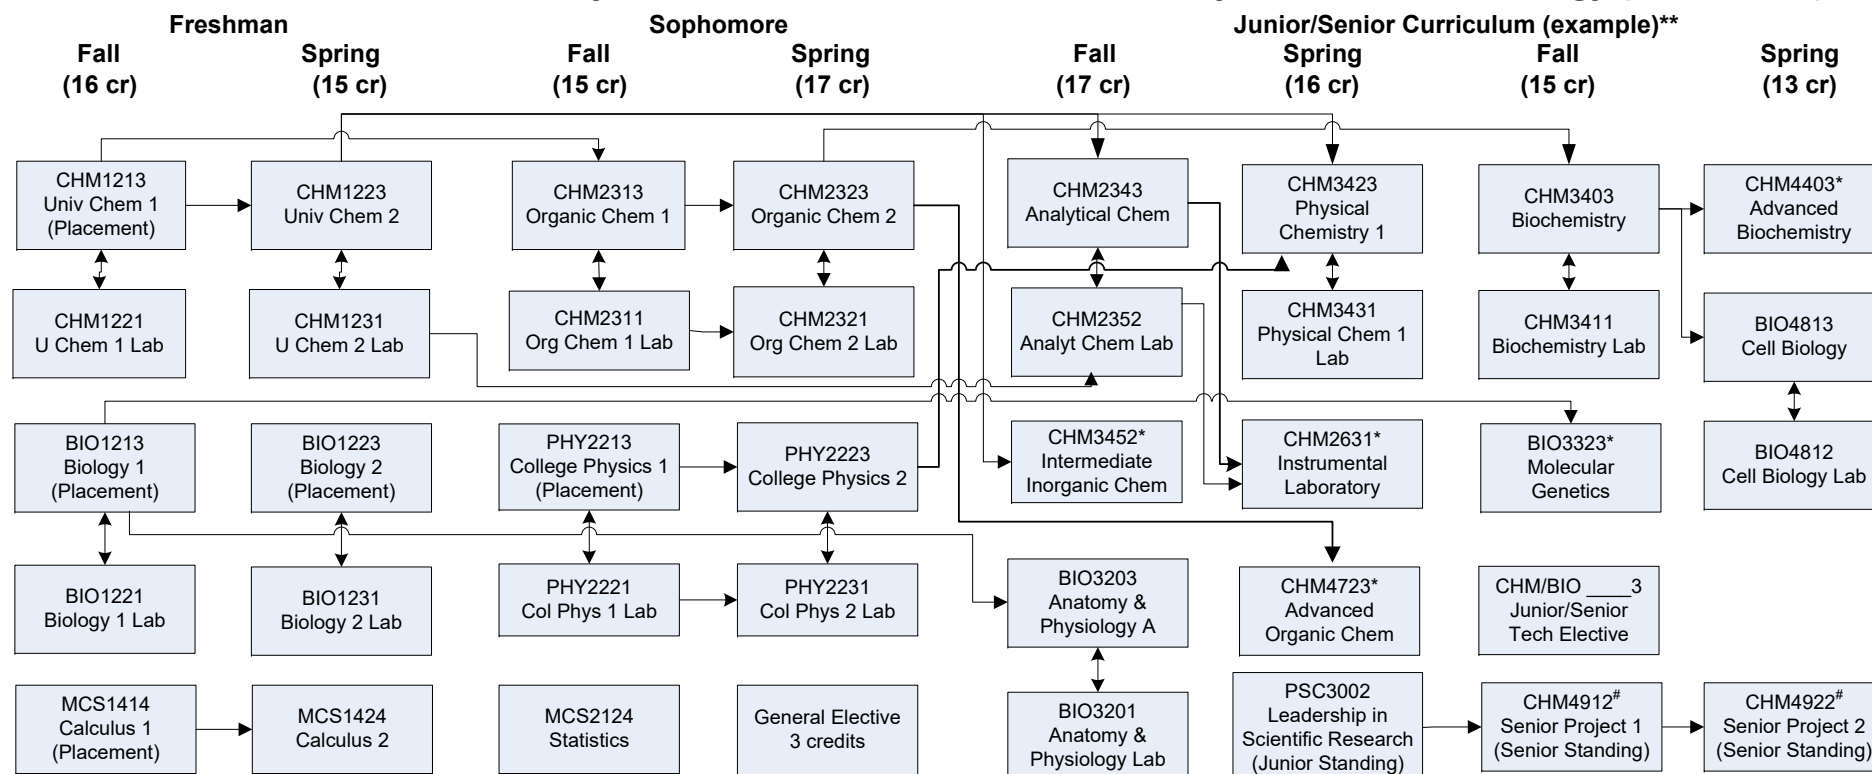 Freshman
Sophomore
Junior/Senior Curriculum (example)**
Fall
(16 cr)
Spring
(15 cr)
Fall
(15 cr)
Spring
(17 cr)
Fall
(17 cr)
Spring
(16 cr)
Fall
(15 cr)
Spring
(13 cr)
CHM1213
Univ Chem 1
(Placement)
CHM1223
Univ Chem 2
CHM2313
Organic Chem 1
CHM2323
Organic Chem 2
CHM2343
Analytical Chem
CHM3423
Physical
Chemistry 1
CHM3403
Biochemistry
CHM4403*
Advanced
Biochemistry
CHM1221
U Chem 1 Lab
CHM1231
U Chem 2 Lab
CHM2311
Org Chem 1 Lab
CHM2321
Org Chem 2 Lab
CHM2352
Analyt Chem Lab
CHM3431
Physical Chem 1
Lab
CHM3411
Biochemistry Lab
BIO4813
Cell Biology
BIO1213
Biology 1
(Placement)
BIO1223
Biology 2
(Placement)
PHY2213
College Physics 1
(Placement)
PHY2223
College Physics 2
CHM3452*
Intermediate
Inorganic Chem
CHM2631*
Instrumental
Laboratory
BIO3323*
Molecular
Genetics
BIO4812
Cell Biology Lab
BIO1221
Biology 1 Lab
BIO1231
Biology 2 Lab
PHY2221
Col Phys 1 Lab
PHY2231
Col Phys 2 Lab
BIO3203
Anatomy &
Physiology A
CHM4723*
Advanced
Organic Chem
CHM/BIO ____3
Junior/Senior
Tech Elective
MCS1414
Calculus 1
(Placement)
MCS1424
Calculus 2
MCS2124
Statistics
General Elective
3 credits
BIO3201
Anatomy &
Physiology Lab
PSC3002
Leadership in
Scientific Research
(Junior Standing)
CHM4912#
Senior Project 1
(Senior Standing)
CHM4922#
Senior Project 2
(Senior Standing)